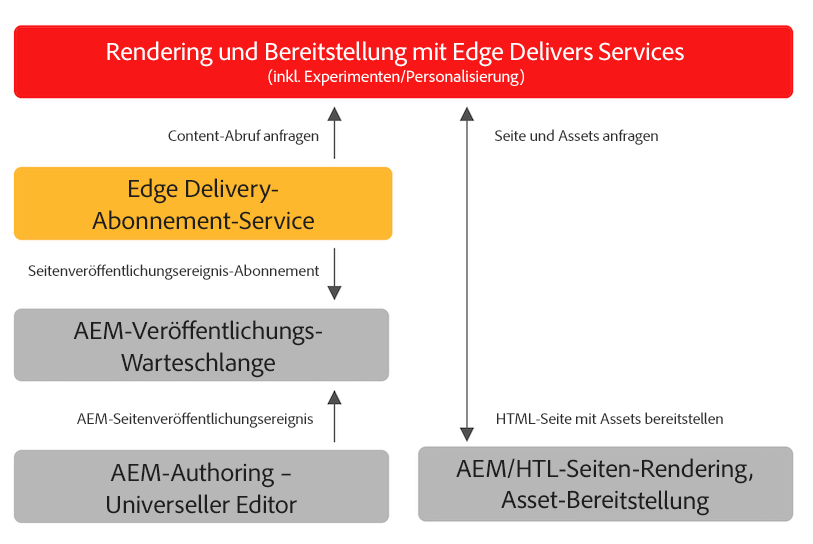 Rendering und Bereitstellung mit Edge Delivers Services
(inkl. Experimenten/Personalisierung)
Content-Abruf anfragen
Seite und Assets anfragen
Edge Delivery-
Abonnement-Service
Seitenveröffentlichungsereignis-Abonnement
AEM-Veröffentlichungs-
Warteschlange
AEM-Seitenveröffentlichungsereignis
HTML-Seite mit Assets bereitstellen
AEM-Authoring –
Universeller Editor
AEM/HTL-Seiten-Rendering,
Asset-Bereitstellung